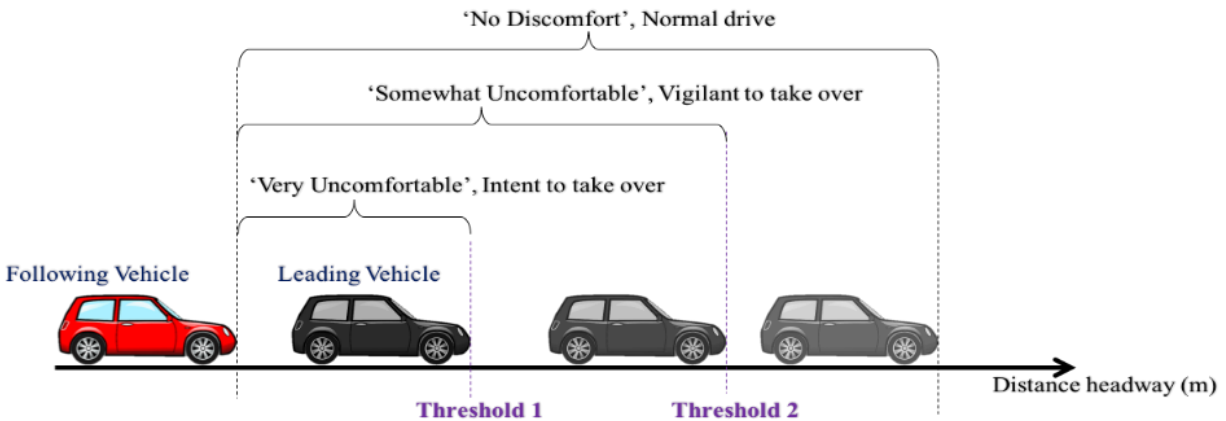 ‘No Discomfort’, Normal drive
‘Somewhat Uncomfortable’, Vigilant to take over
‘Very Uncomfortable’, Intent to take over
Following Vehicle
Leading Vehicle
Distance headway (m)
Threshold 1
Threshold 2